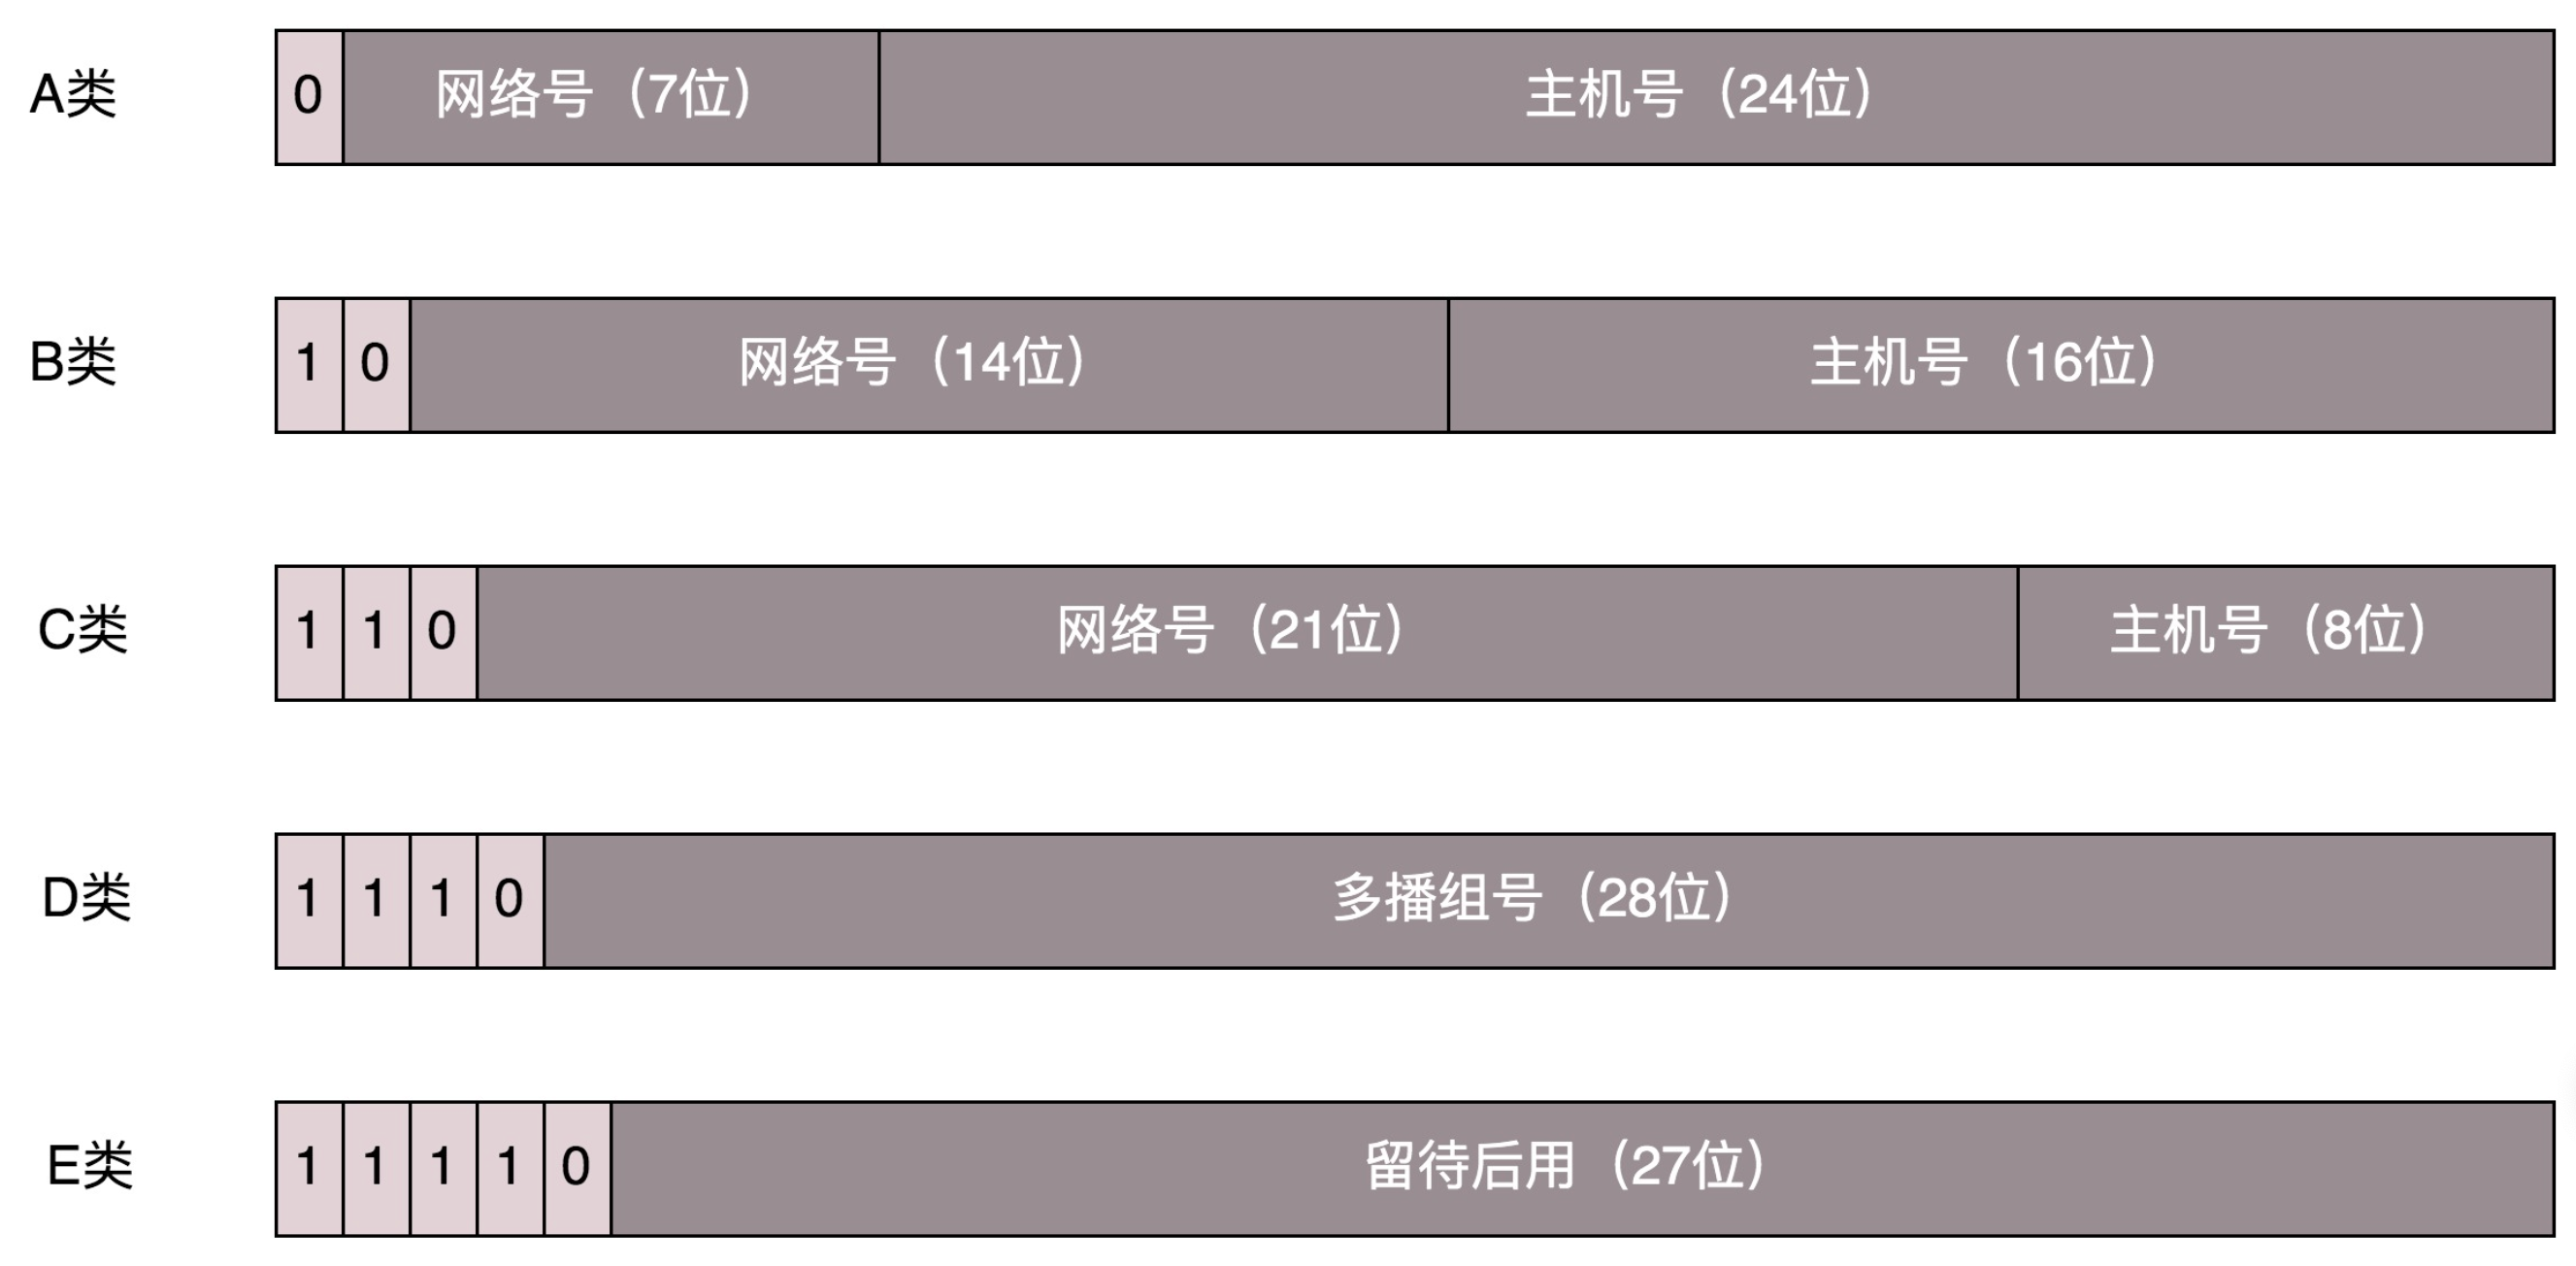 A类 0 网络号（7位） 主机号（24位）
B类 1 0 网络号（14位） 主机号（16位）
C类 1 1 0 网络号（21位） 主机号（8位）
D类 1 1 1 0 多播组号（28位）
E类 1 1 1 1 0 留待后用（27位）